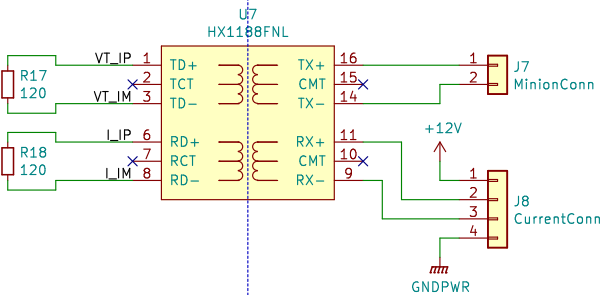 U7
HX1188FNL
VT_IP 1 TD+ TX+ 16 1 J7
R17 2 TCT CMT 15 2 MinionConn
120 VT_IM 3 TD- TX- 14
I_IP 6 RD+ RX+ 11 +12V
R18 7 RCT CMT 10 1
120 I_IM 8 RD- RX- 9 2 J8
3 CurrentConn
4
GNDPWR